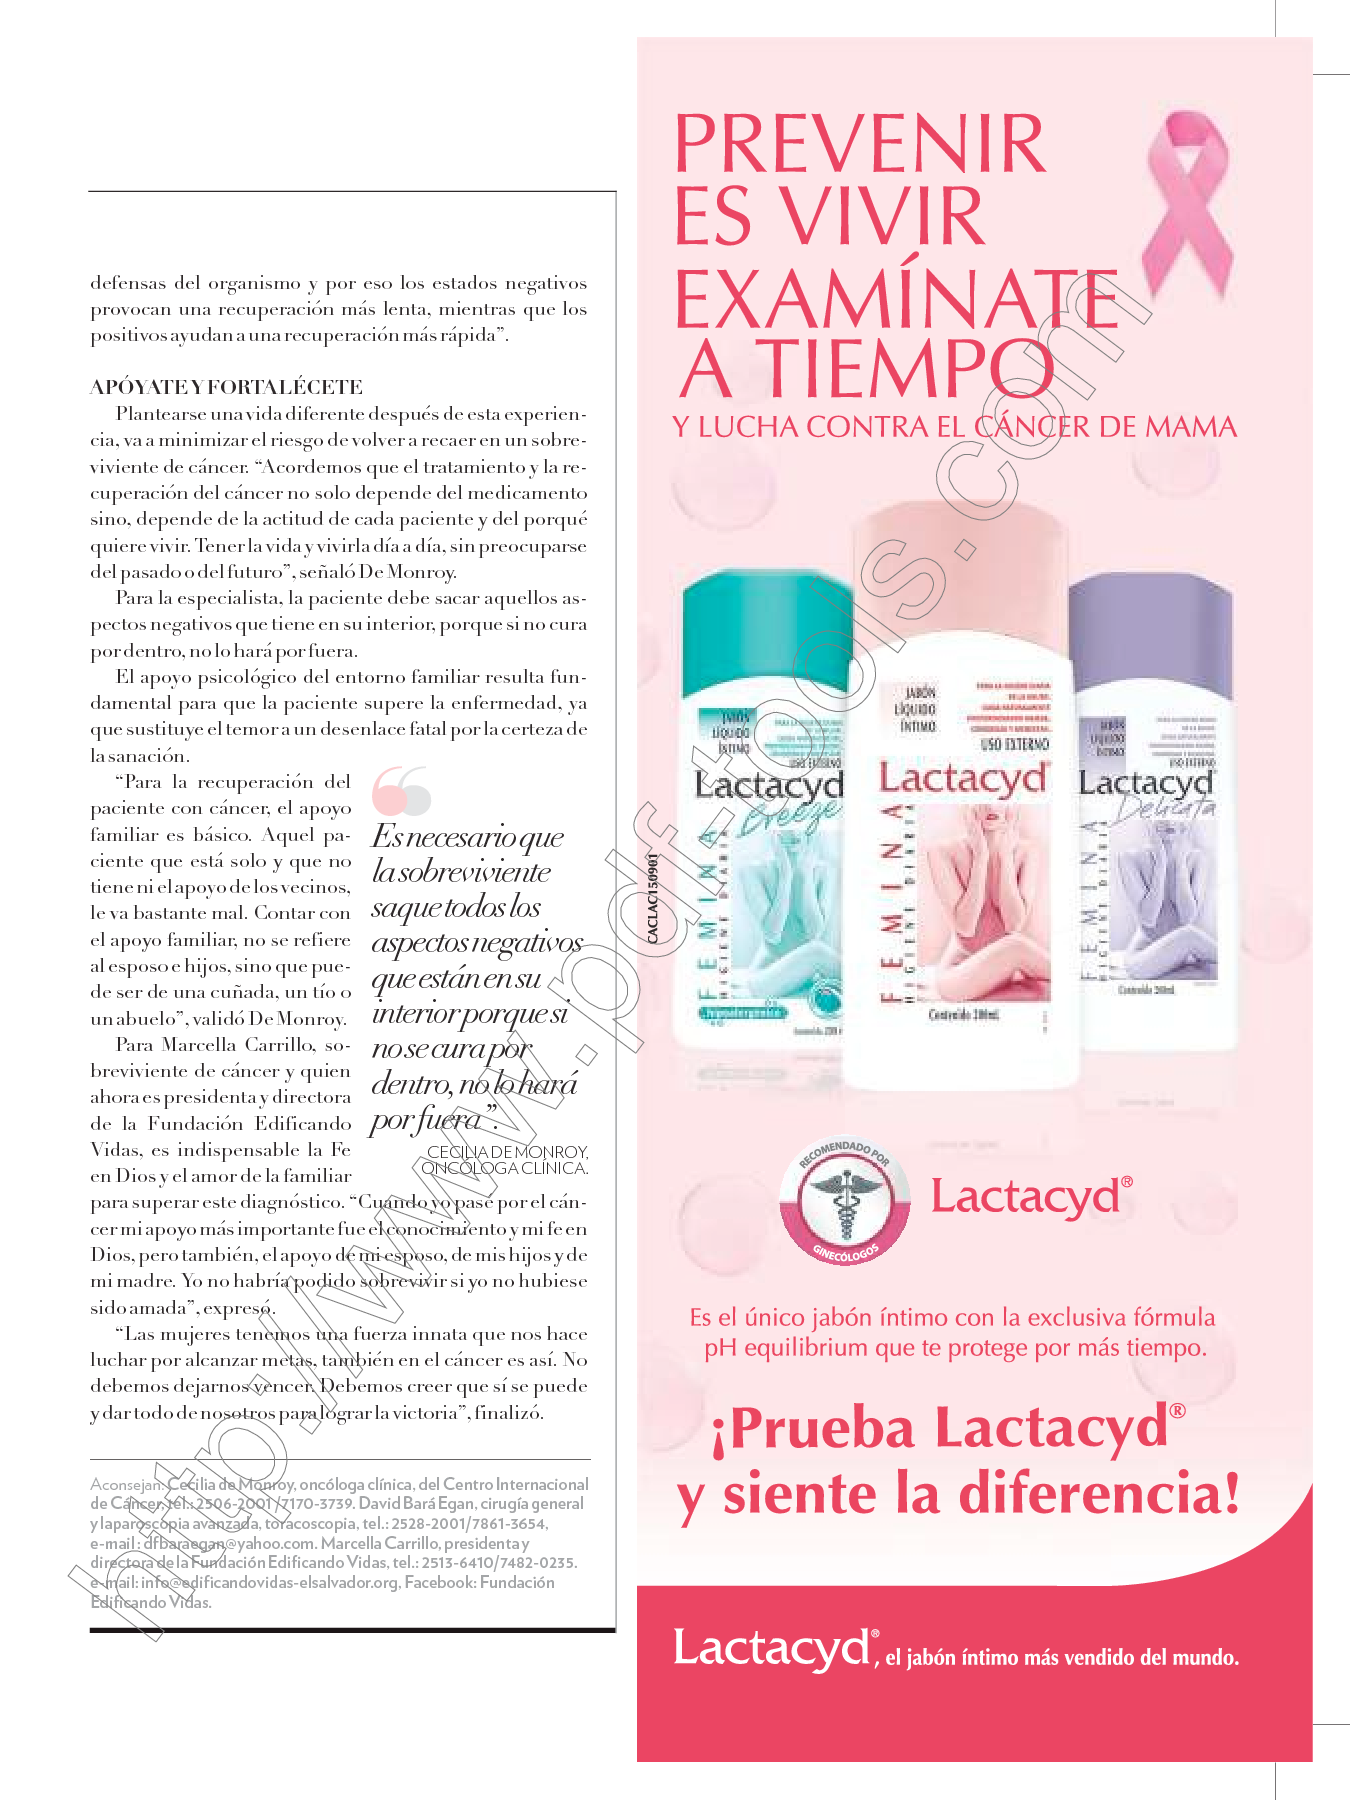 defensas del organismo y por eso los estados negativos
provocan una recuperación más lenta, mientras que los
positivos ayudan a una recuperación más rápida”.
APÓYATE Y FORTALÉCETE
Plantearse una vida diferente después de esta experien-
cia, va a minimizar el riesgo de volver a recaer en un sobre-
viviente de cáncer. “Acordemos que el tratamiento y la re-
cuperación del cáncer no solo depende del medicamento
sino, depende de la actitud de cada paciente y del porqué
quiere vivir. Tener la vida y vivirla día a día, sin preocuparse
del pasado o del futuro”, señaló De Monroy.
Para la especialista, la paciente debe sacar aquellos as-
pectos negativos que tiene en su interior, porque si no cura
por dentro, no lo hará por fuera.
El apoyo psicológico del entorno familiar resulta fun-
damental para que la paciente supere la enfermedad, ya
que sustituye el temor a un desenlace fatal por la certeza de
la sanación.
“Para la recuperación del
paciente con cáncer, el apoyo
familiar es básico. Aquel pa-
ciente que está solo y que no
tiene ni el apoyo de los vecinos,
le va bastante mal. Contar con
el apoyo familiar, no se refiere
al esposo e hijos, sino que pue-
de ser de una cuñada, un tío o
un abuelo”, validó De Monroy.
Para Marcella Carrillo, so-
breviviente de cáncer y quien
ahora es presidenta y directora
de la Fundación Edificando
Vidas, es indispensable la Fe
en Dios y el amor de la familiar
para superar este diagnóstico. “Cuando yo pasé por el cán-
cer mi apoyo más importante fue el conocimiento y mi fe en
Dios, pero también, el apoyo de mi esposo, de mis hijos y de
mi madre. Yo no habría podido sobrevivir si yo no hubiese
sido amada”, expresó.
“Las mujeres tenemos una fuerza innata que nos hace
luchar por alcanzar metas, también en el cáncer es así. No
debemos dejarnos vencer. Debemos creer que sí se puede
y dar todo de nosotros para lograr la victoria”, finalizó.
“
Es necesario que
la sobreviviente
saque todos los
aspectos negativos
que están en su
interior porque si
no se cura por
dentro, no lo hará
por fuera”.
CECILIA DE MONROY,
ONCÓLOGA CLÍNICA.
Aconsejan: Cecilia de Monroy, oncóloga clínica, del Centro Internacional
de Cáncer, tél.: 2506-2001 /7170-3739. David Bará Egan, cirugía general
y laparoscopia avanzada, toracoscopia, tel.: 2528-2001/7861-3654,
e-mail : dfbaraegan@yahoo.com. Marcella Carrillo, presidenta y
directora de la Fundación Edificando Vidas, tel.: 2513-6410/7482-0235.
e-mail: info@edificandovidas-elsalvador.org, Facebook: Fundación
Edificando Vidas.
PREVENIR
ES VIVIR
EXAMÍNATE
A TIEMPO
Y LUCHA CONTRA EL CÁNCER DE MAMA
JABÓN
LÍQUIDO
ÍNTIMO
USO EXTERNO
Lactacyd
Breeze
FEMINA
HIGIENE DIARIA
hipoalergénico
JABÓN
LÍQUIDO
ÍNTIMO
USO EXTERNO
Lactacyd®
FEMINA
HIGIENE DIARIA
Contenido 200mL
JABÓN
LÍQUIDO
ÍNTIMO
USO EXTERNO
Lactacyd
Delicata
FEMINA
HIGIENE DIARIA
Contenido 200mL
CACLAC150901
RECOMENDADO POR
GINECÓLOGOS
Lactacyd®
Es el único jabón íntimo con la exclusiva fórmula
pH equilibrium que te protege por más tiempo.
¡Prueba Lactacyd®
y siente la diferencia!
Lactacyd®, el jabón íntimo más vendido del mundo.
http://www.pdf-tools.com